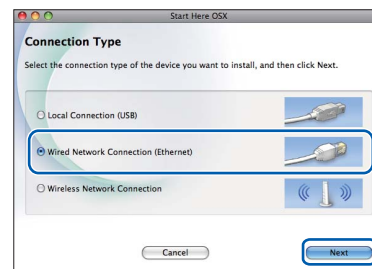 Start Here OSX
Connection Type
Select the connection type of the device you want to install, and then click Next.
Local Connection (USB)
Wired Network Connection (Ethernet)
Wireless Network Connection
Cancel
Next